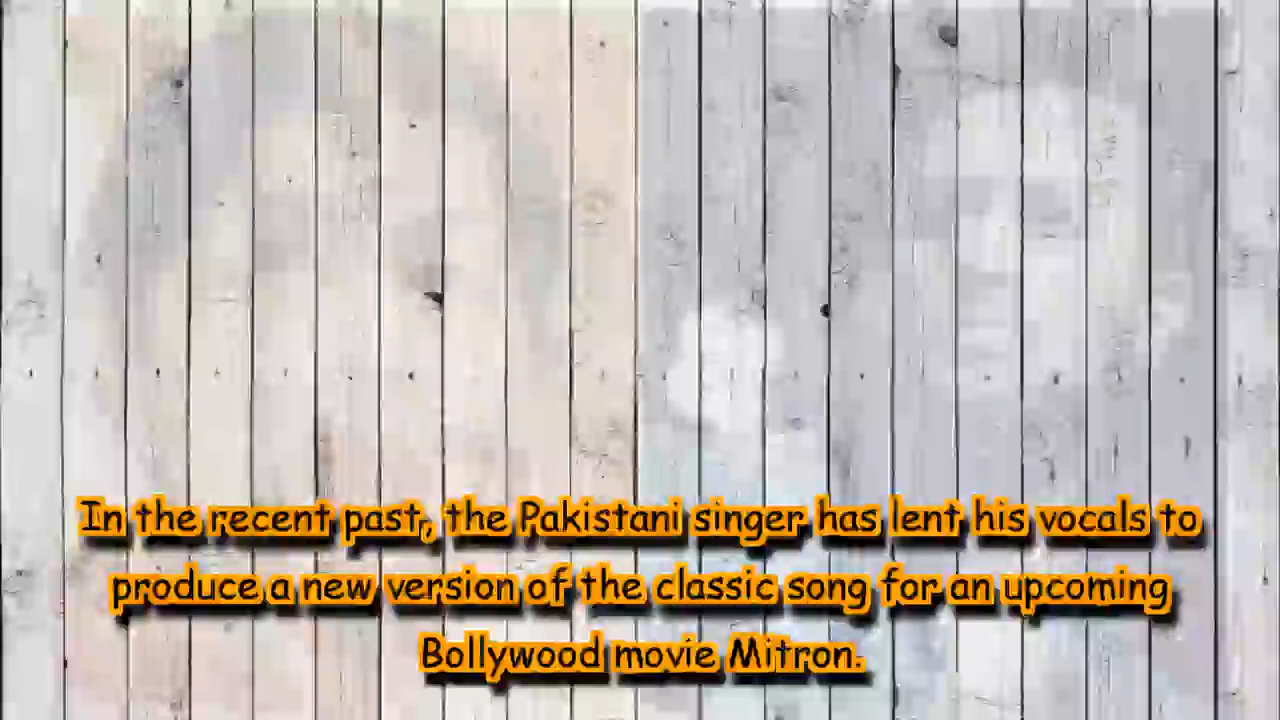 In the recent past, the Pakistani singer has lent his vocals to
produce a new version of the classic song for an upcoming
Bollywood movie Mitron.